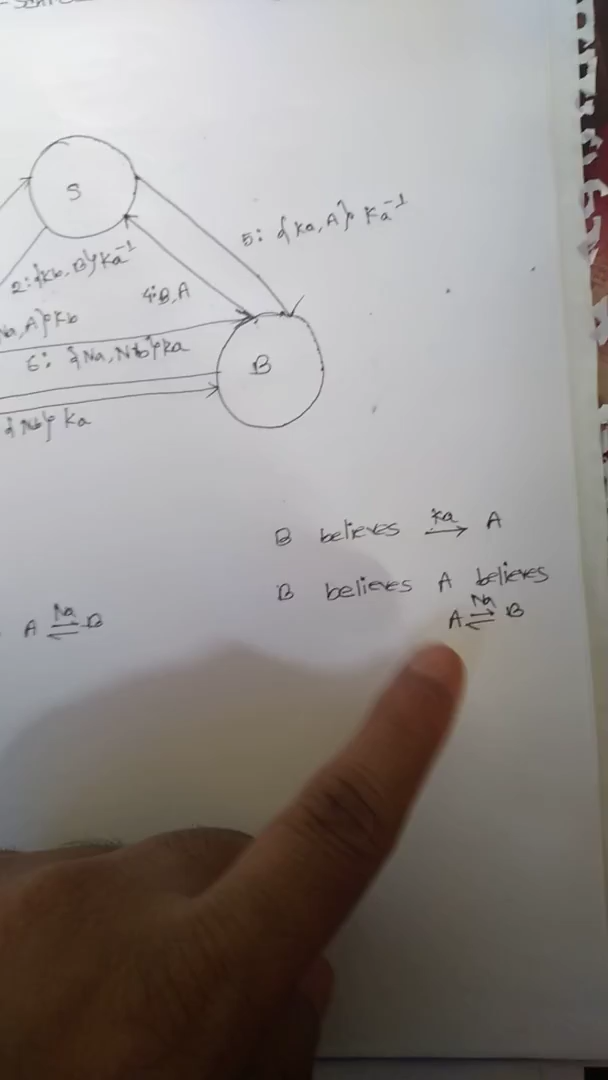 S
5: {Ka, A} Ka⁻¹
2: {Kb, B} Ka⁻¹
4: B, A
Na, A} Kb
6: {Na, Nb} Ka
B
{Nb} Ka
B believes Ka → A
B believes A believes
A Na ⇌ B
A Na ⇌ B